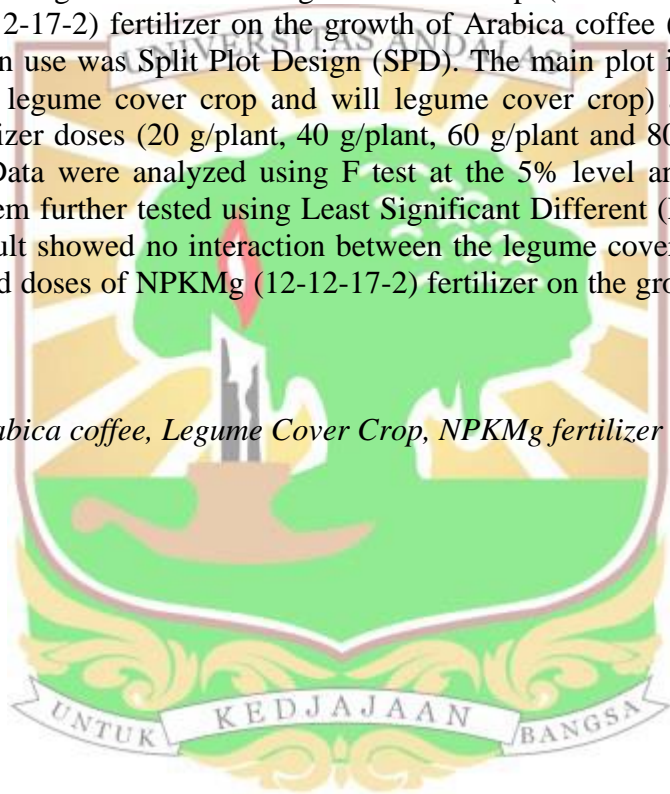 2-17-2) fertilizer on the growth of Arabica coffee (
UNIVERSITAS ANDALAS
n use was Split Plot Design (SPD). The main plot i
legume cover crop and will legume cover crop)
izer doses (20 g/plant, 40 g/plant, 60 g/plant and 80
Data were analyzed using F test at the 5% level an
em further tested using Least Significant Different (
ult showed no interaction between the legume cover
d doses of NPKMg (12-12-17-2) fertilizer on the gro
abica coffee, Legume Cover Crop, NPKMg fertilizer
UNTUK KEDJAJAAN BANGSA